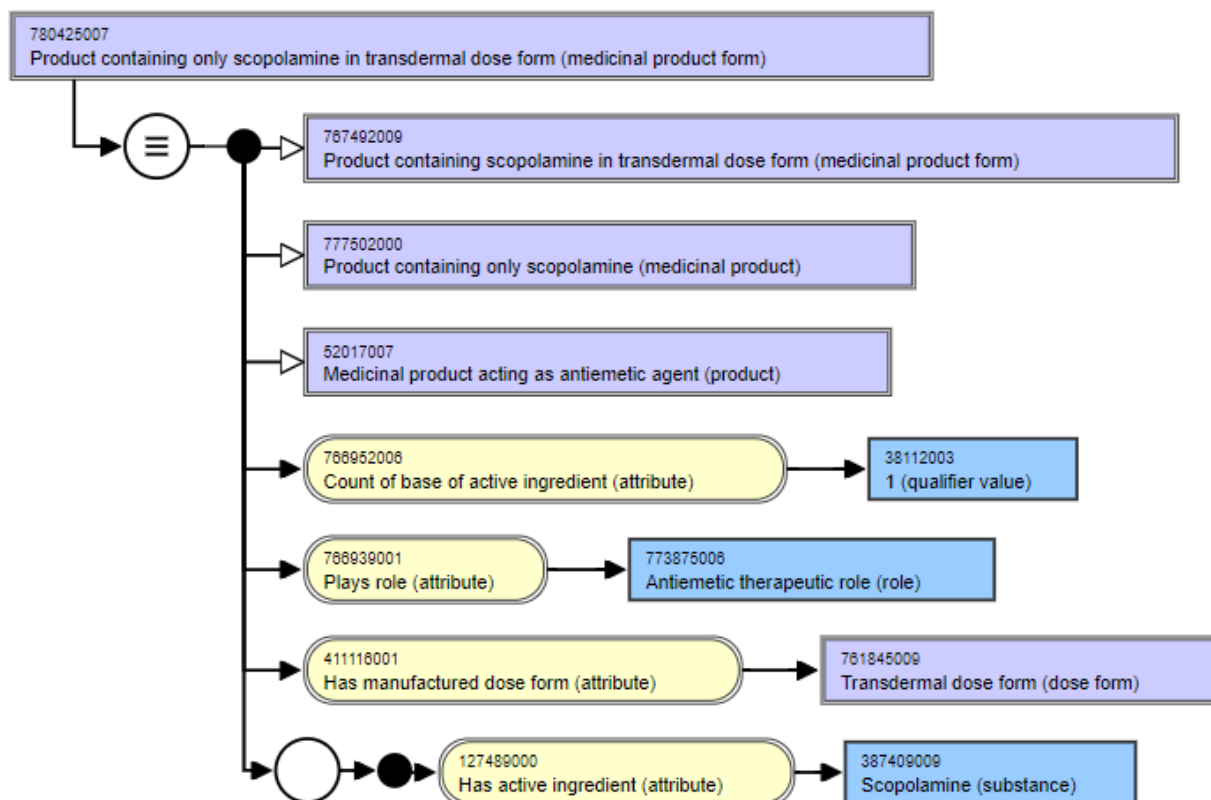 780425007
Product containing only scopolamine in transdermal dose form (medicinal product form)
767492009
Product containing scopolamine in transdermal dose form (medicinal product form)
777502000
Product containing only scopolamine (medicinal product)
52017007
Medicinal product acting as antiemetic agent (product)
766952006
Count of base of active ingredient (attribute)
38112003
1 (qualifier value)
766939001
Plays role (attribute)
773875006
Antiemetic therapeutic role (role)
411116001
Has manufactured dose form (attribute)
761845009
Transdermal dose form (dose form)
127489000
Has active ingredient (attribute)
387409009
Scopolamine (substance)